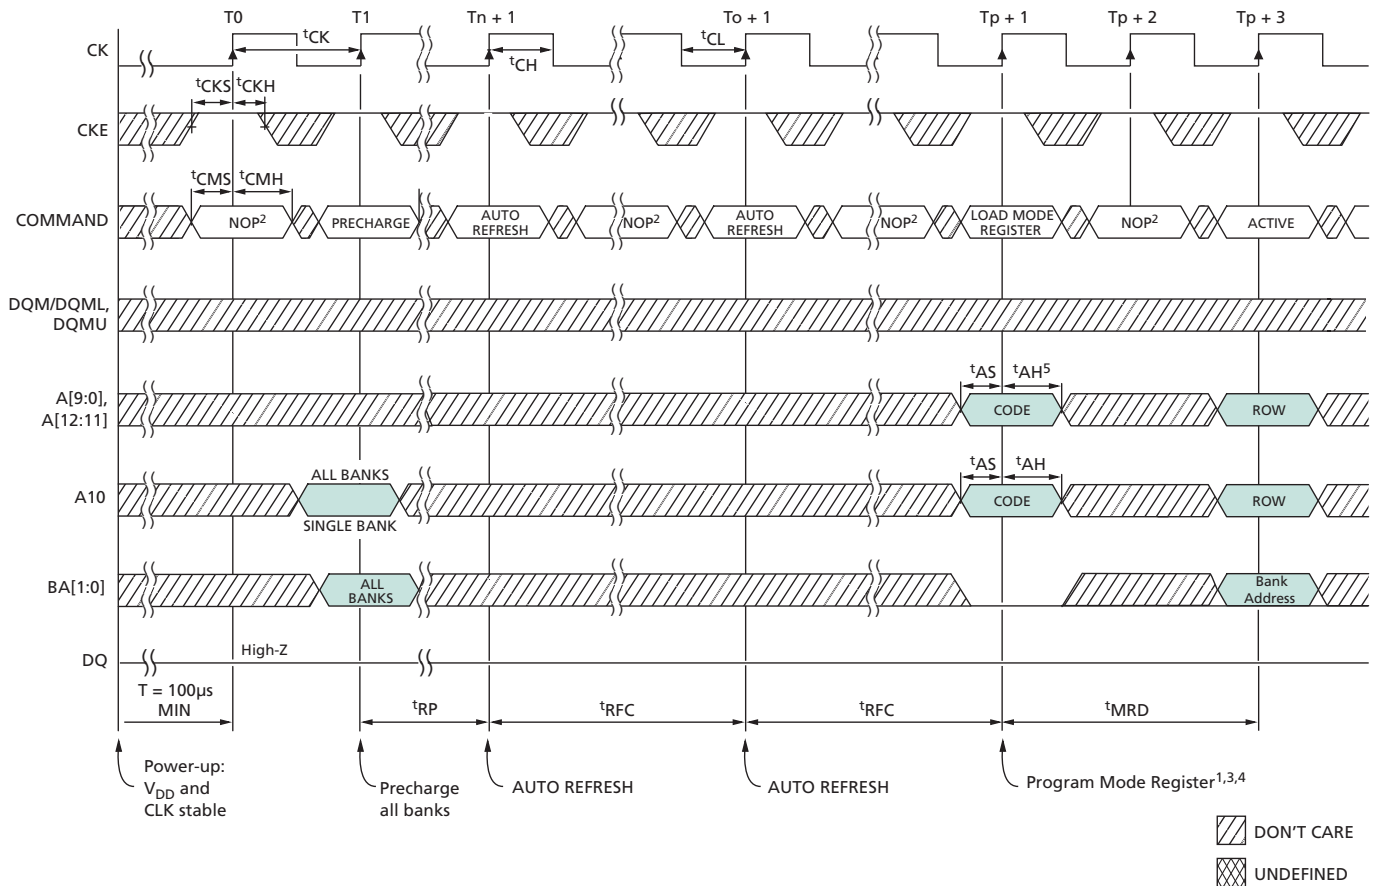 T0 T1 Tn + 1 To + 1 Tp + 1 Tp + 2 Tp + 3
CK
tCK
tCH
tCL
tCKS tCKH
CKE
tCMS tCMH
COMMAND
NOP2
PRECHARGE
AUTO
REFRESH
NOP2
AUTO
REFRESH
NOP2
LOAD MODE
REGISTER
NOP2
ACTIVE
DQM/DQML,
DQMU
tAS tAH5
A[9:0],
A[12:11]
CODE
ROW
ALL BANKS
tAS tAH
A10
CODE
ROW
SINGLE BANK
BA[1:0]
ALL
BANKS
Bank
Address
High-Z
DQ
T = 100µs
MIN
tRP
tRFC
tRFC
tMRD
Power-up:
VDD and
CLK stable
Precharge
all banks
AUTO REFRESH
AUTO REFRESH
Program Mode Register1,3,4
DON'T CARE
UNDEFINED